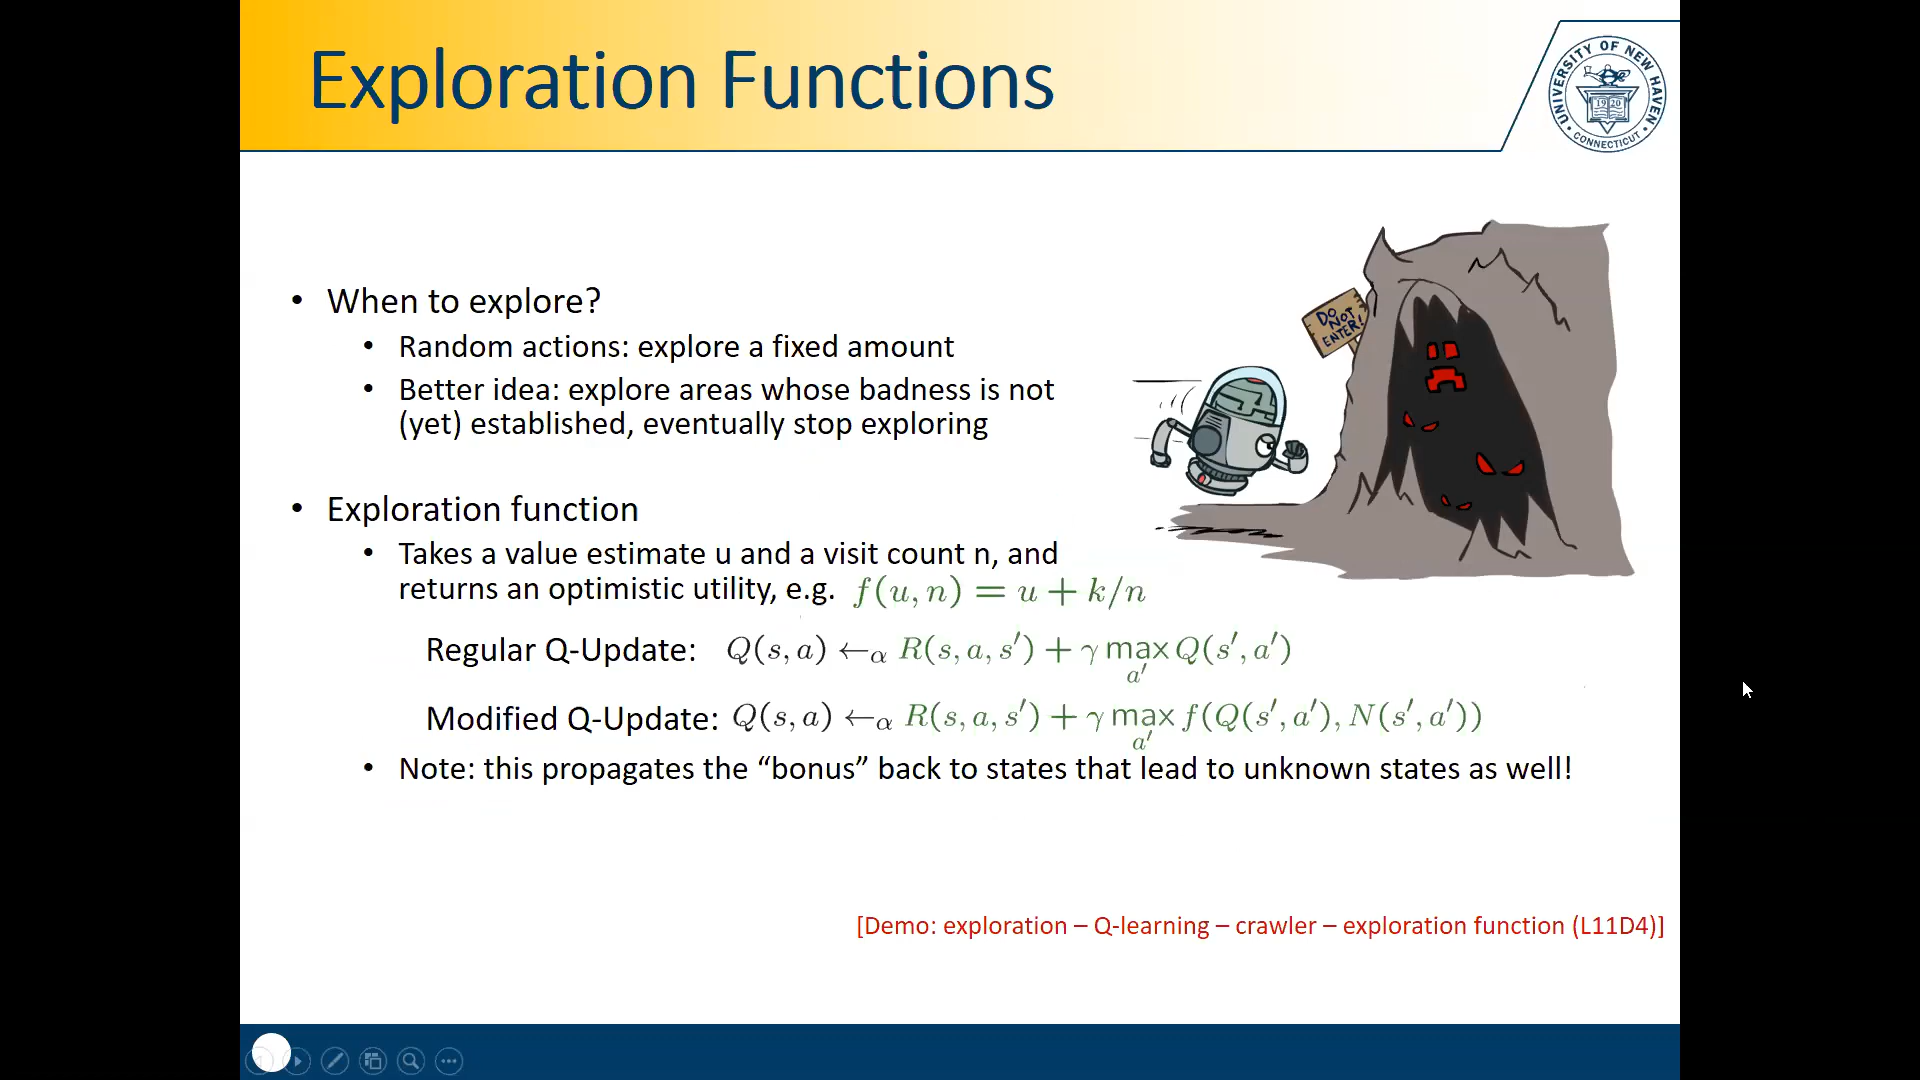 Exploration Functions
UNIVERSITY OF NEW HAVEN
1920
CONNECTICUT
• When to explore?
• Random actions: explore a fixed amount
• Better idea: explore areas whose badness is not
(yet) established, eventually stop exploring
DO
NOT
ENTER!
• Exploration function
• Takes a value estimate u and a visit count n, and
returns an optimistic utility, e.g. f(u, n) = u + k/n
Regular Q-Update: Q(s, a) ←α R(s, a, s′) + γ max_{a′} Q(s′, a′)
Modified Q-Update: Q(s, a) ←α R(s, a, s′) + γ max_{a′} f(Q(s′, a′), N(s′, a′))
• Note: this propagates the “bonus” back to states that lead to unknown states as well!
[Demo: exploration – Q-learning – crawler – exploration function (L11D4)]